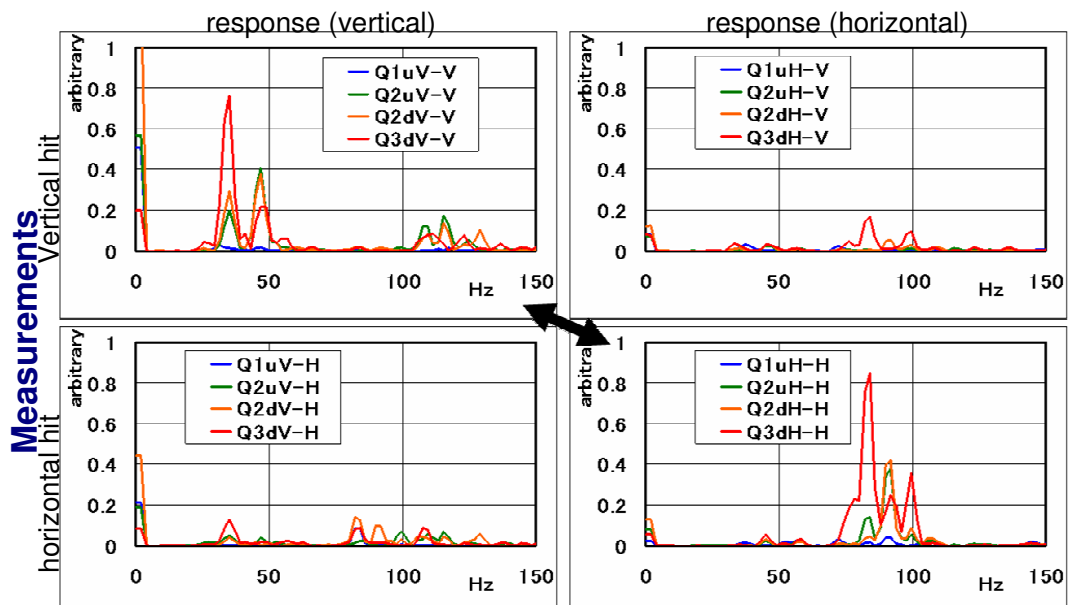 response (vertical)
response (horizontal)
Measurements
Vertical hit
horizontal hit
arbitrary
1
0.8
0.6
0.4
0.2
0
Q1uV-V
Q2uV-V
Q2dV-V
Q3dV-V
0
50
100
150
Hz
arbitrary
1
0.8
0.6
0.4
0.2
0
Q1uH-V
Q2uH-V
Q2dH-V
Q3dH-V
0
50
100
150
Hz
arbitrary
1
0.8
0.6
0.4
0.2
0
Q1uV-H
Q2uV-H
Q2dV-H
Q3dV-H
0
50
100
150
Hz
arbitrary
1
0.8
0.6
0.4
0.2
0
Q1uH-H
Q2uH-H
Q2dH-H
Q3dH-H
0
50
100
150
Hz